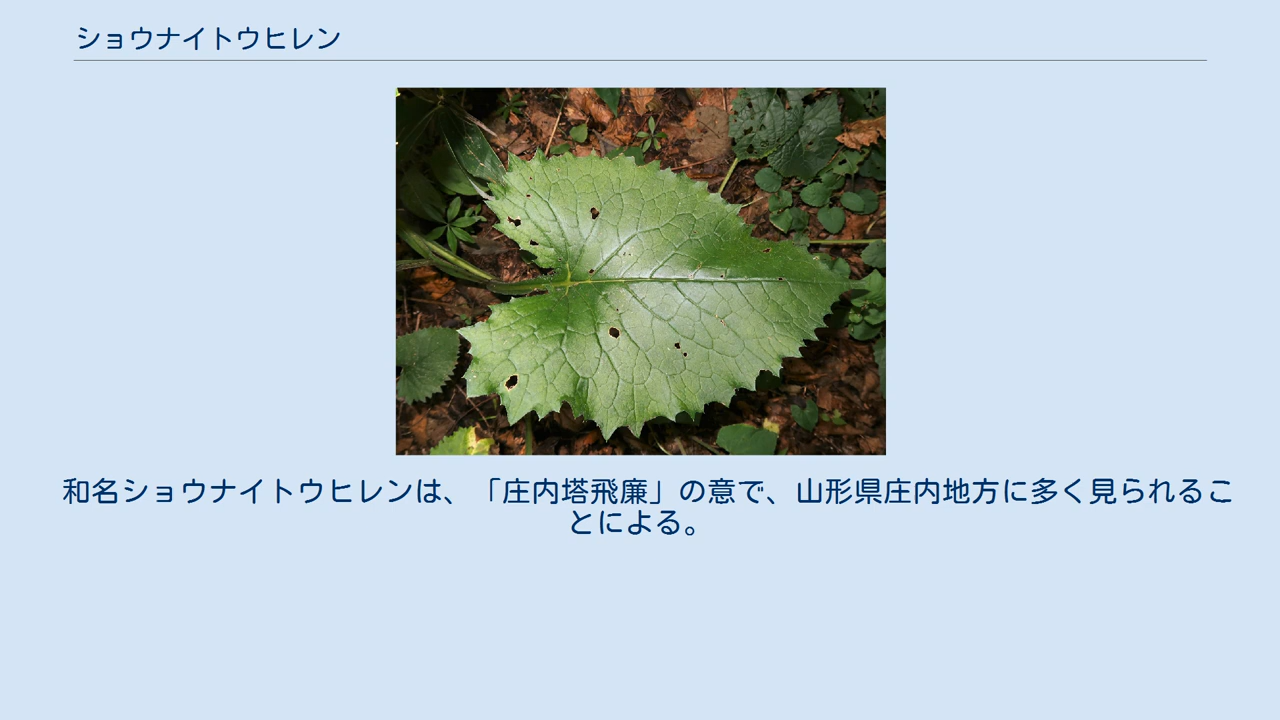 ショウナイトウヒレン
和名ショウナイトウヒレンは、「庄内塔飛廉」の意で、山形県庄内地方に多く見られるこ
とによる。